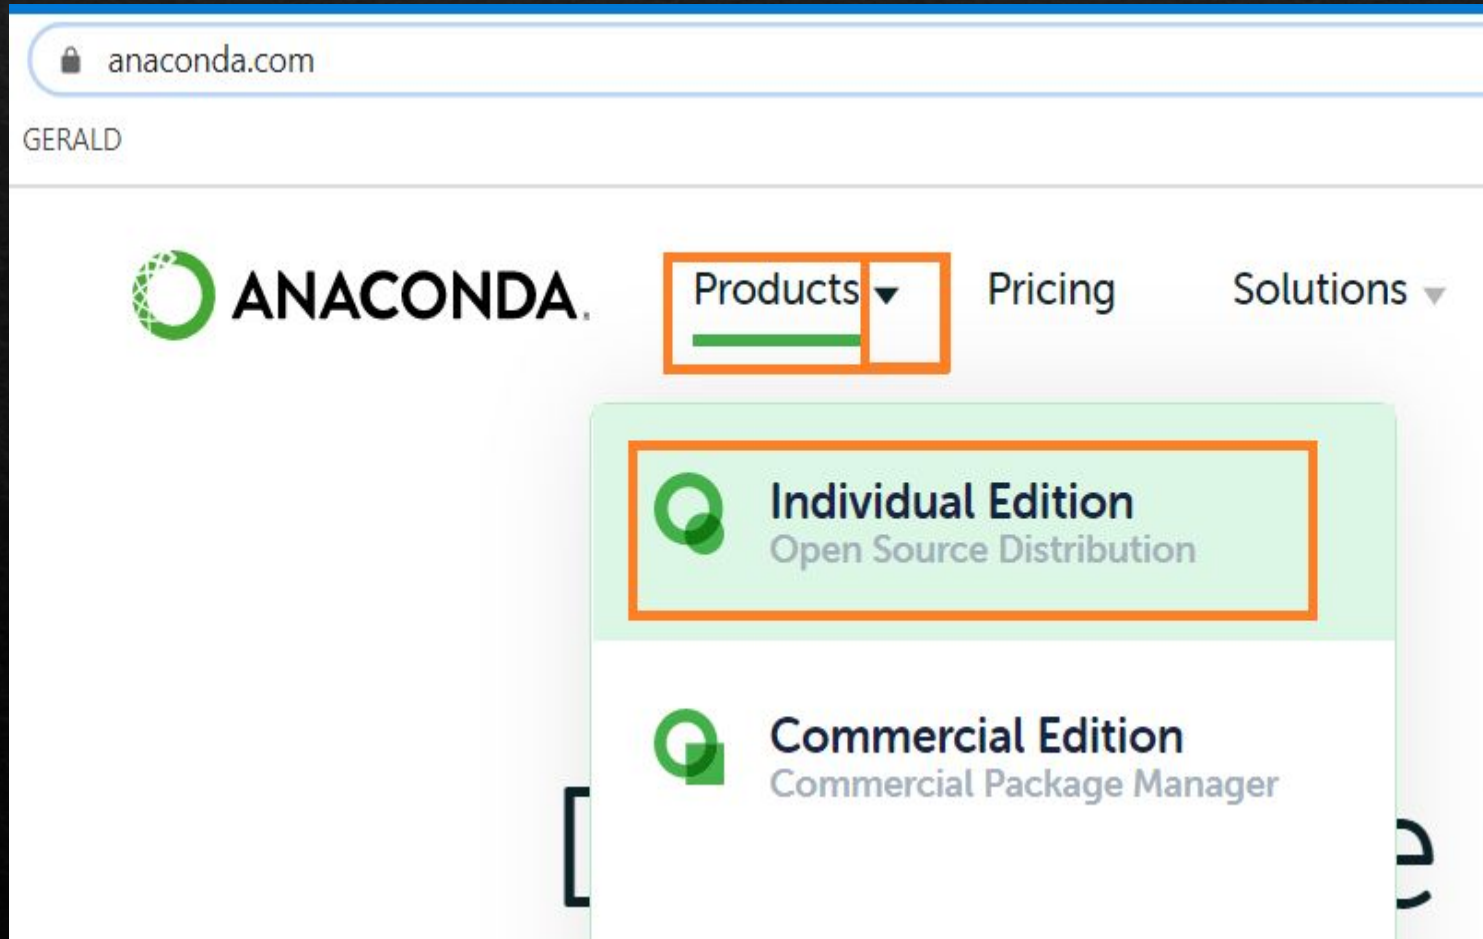 anaconda.com
GERALD
ANACONDA.
Products Pricing Solutions
Individual Edition
Open Source Distribution
Commercial Edition
Commercial Package Manager